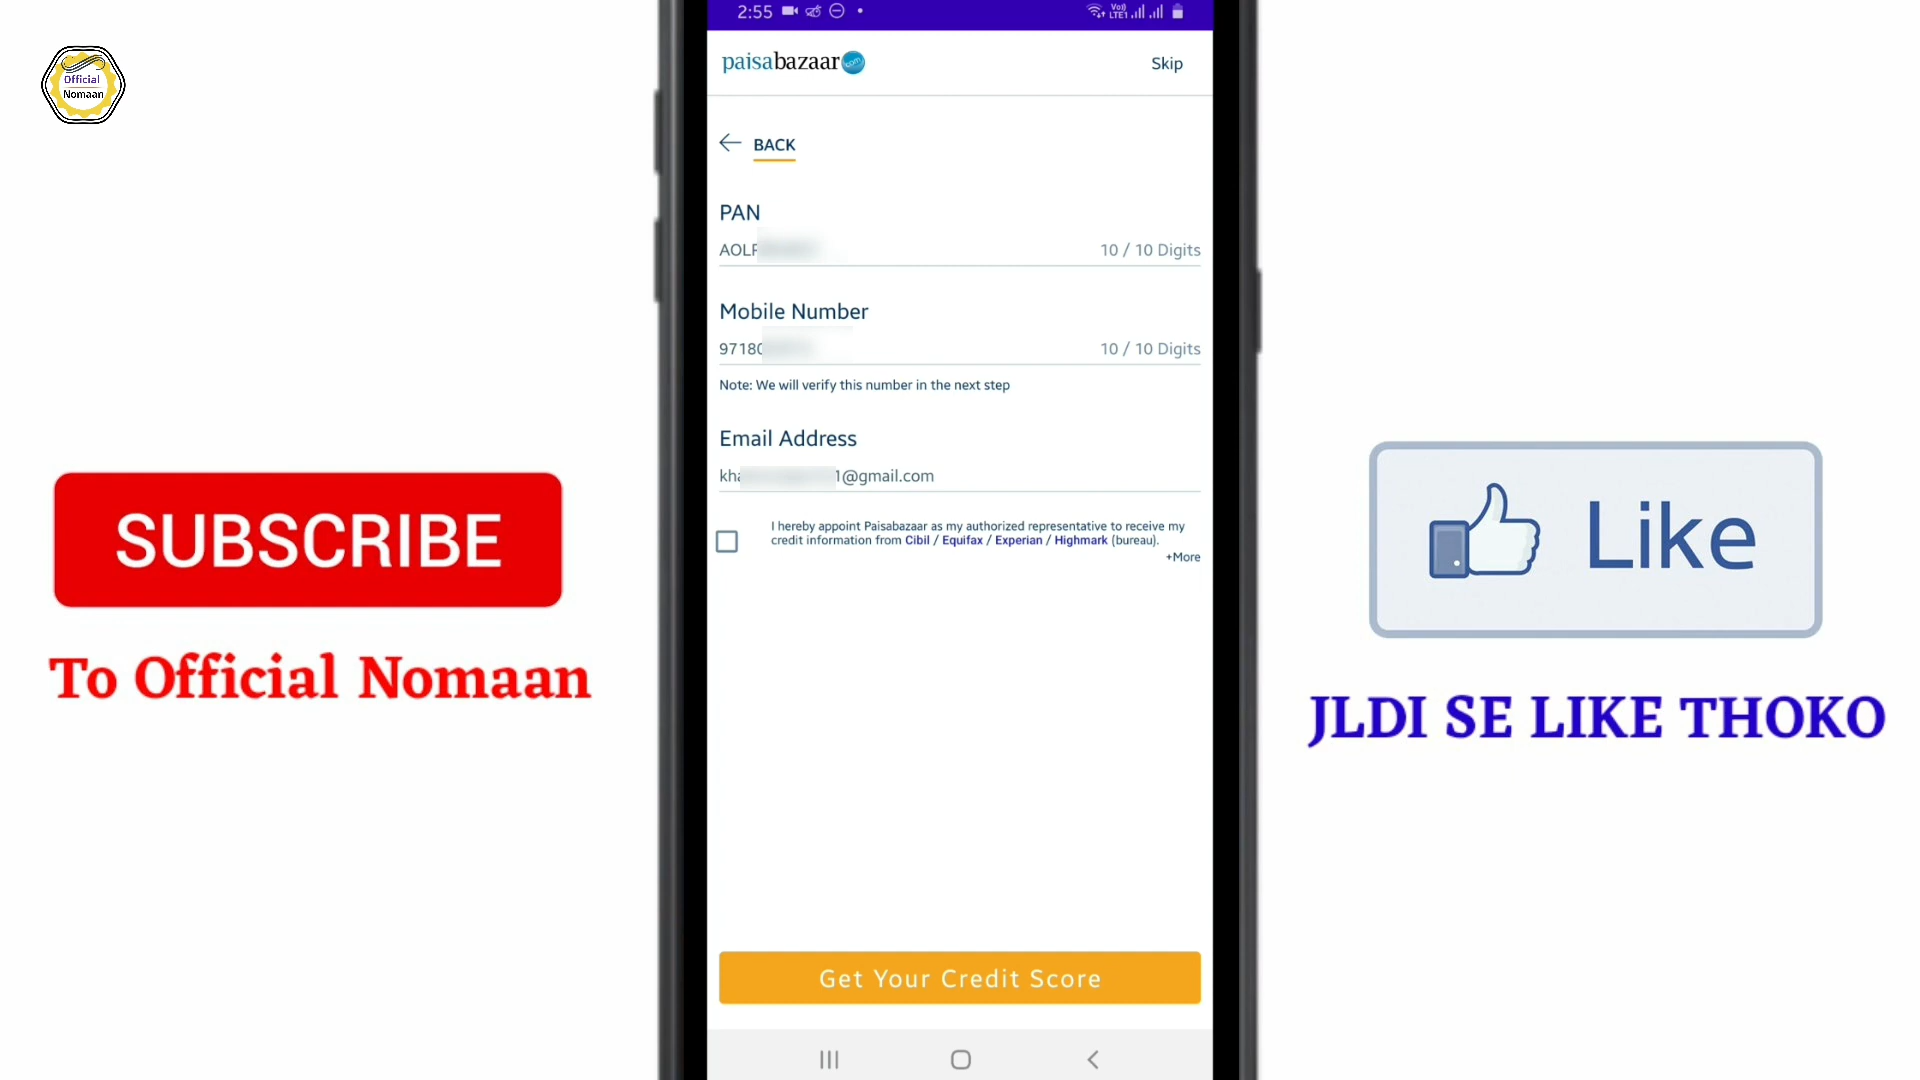 Official
Nomaan
2:55
Vo))
LTE1
paisabazaar.com
Skip
BACK
PAN
10 / 10 Digits
Mobile Number
10 / 10 Digits
Note: We will verify this number in the next step
Email Address
1@gmail.com
I hereby appoint Paisabazaar as my authorized representative to receive my
credit information from Cibil / Equifax / Experian / Highmark (bureau).
+More
Get Your Credit Score
SUBSCRIBE
To Official Nomaan
Like
JLDI SE LIKE THOKO